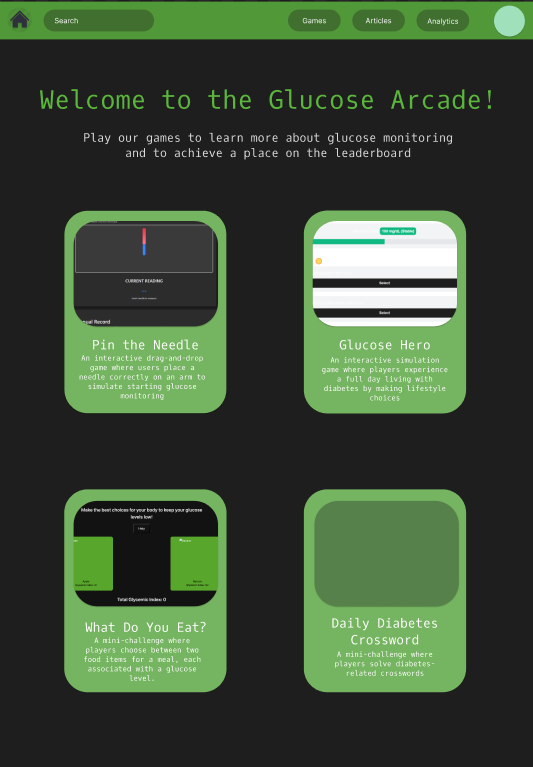 Search
Games
Articles
Analytics
Welcome to the Glucose Arcade!
Play our games to learn more about glucose monitoring
and to achieve a place on the leaderboard
CURRENT READING
nual Record:
Pin the Needle
An interactive drag-and-drop
game where users place a
needle correctly on an arm to
simulate starting glucose
monitoring
100 mg/dL (Stable)
Select
Select
Glucose Hero
An interactive simulation
game where players experience
a full day living with
diabetes by making lifestyle
choices
Make the best choices for your body to keep your glucose
levels low!
Help
Total Glycemic Index: 0
What Do You Eat?
A mini-challenge where
players choose between two
food items for a meal, each
associated with a glucose
level.
Daily Diabetes
Crossword
A mini-challenge where
players solve diabetes-
related crosswords